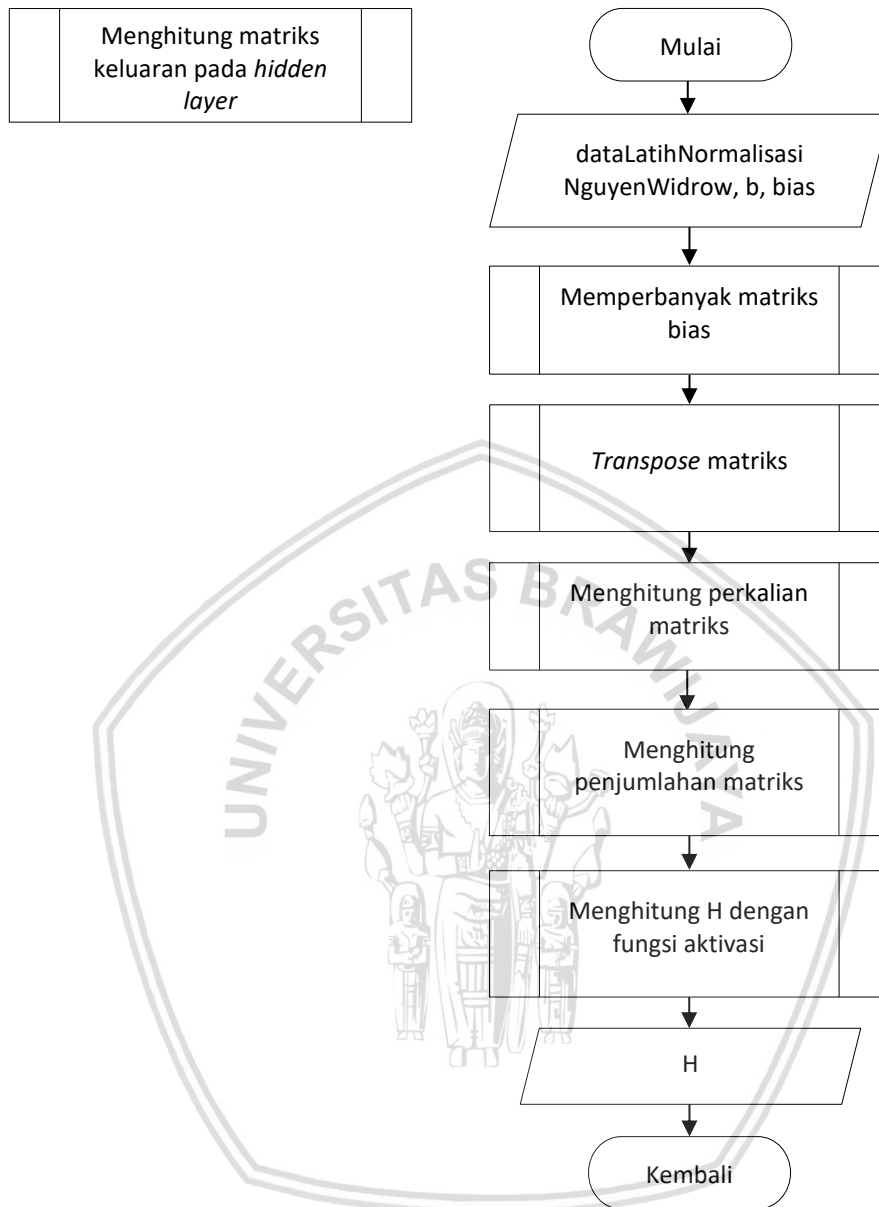 Menghitung matriks
keluaran pada hidden
layer
Mulai
dataLatihNormalisasi
NguyenWidrow, b, bias
Memperbanyak matriks
bias
Transpose matriks
Menghitung perkalian
matriks
Menghitung
penjumlahan matriks
Menghitung H dengan
fungsi aktivasi
H
Kembali
UNIVERSITAS BRAWIJAYA